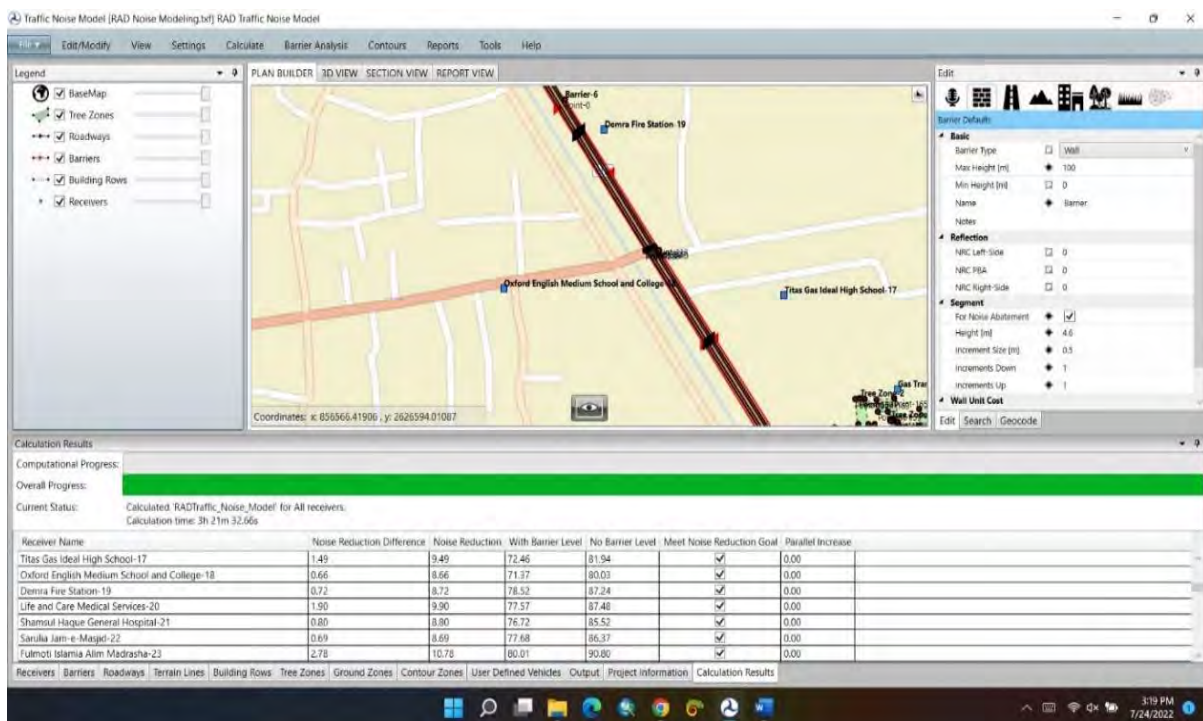 Traffic Noise Model [RAD Noise Modeling.txf] RAD Traffic Noise Model
File Edit/Modify View Settings Calculate Barrier Analysis Contours Reports Tools Help
Legend
BaseMap
Tree Zones
Roadways
Barriers
Building Rows
Receivers
PLAN BUILDER 3D VIEW SECTION VIEW REPORT VIEW
Barrier-6
Point-0
Demra Fire Station-19
Oxford English Medium School and College
Titas Gas Ideal High School-17
Gas Tran
Tree Zone-2
Coordinates: x: 856566.41906 , y: 2626594.01087
Edit
Barrier Defaults
Basic
Barrier Type Wall
Max Height [m] 100
Min Height [m] 0
Name Barrier
Notes
Reflection
NRC Left-Side 0
NRC PBA 0
NRC Right-Side 0
Segment
For Noise Abatement
Height [m] 4.6
Increment Size [m] 0.5
Increments Down 1
Increments Up 1
Wall Unit Cost
Edit Search Geocode
Calculation Results
Computational Progress:
Overall Progress:
Current Status: Calculated 'RADTraffic_Noise_Model' for All receivers.
Calculation time: 3h 21m 32.66s
Receiver Name Noise Reduction Difference Noise Reduction With Barrier Level No Barrier Level Meet Noise Reduction Goal Parallel Increase
Titas Gas Ideal High School-17 1.49 9.49 72.46 81.94 0.00
Oxford English Medium School and College-18 0.66 8.66 71.37 80.03 0.00
Demra Fire Station-19 0.72 8.72 78.52 87.24 0.00
Life and Care Medical Services-20 1.90 9.90 77.57 87.48 0.00
Shamsul Haque General Hospital-21 0.80 8.80 76.72 85.52 0.00
Sarulia Jam-e-Masjid-22 0.69 8.69 77.68 86.37 0.00
Fulmoti Islamia Alim Madrasha-23 2.78 10.78 80.01 90.80 0.00
Receivers Barriers Roadways Terrain Lines Building Rows Tree Zones Ground Zones Contour Zones User Defined Vehicles Output Project Information Calculation Results
3:19 PM
7/24/2022